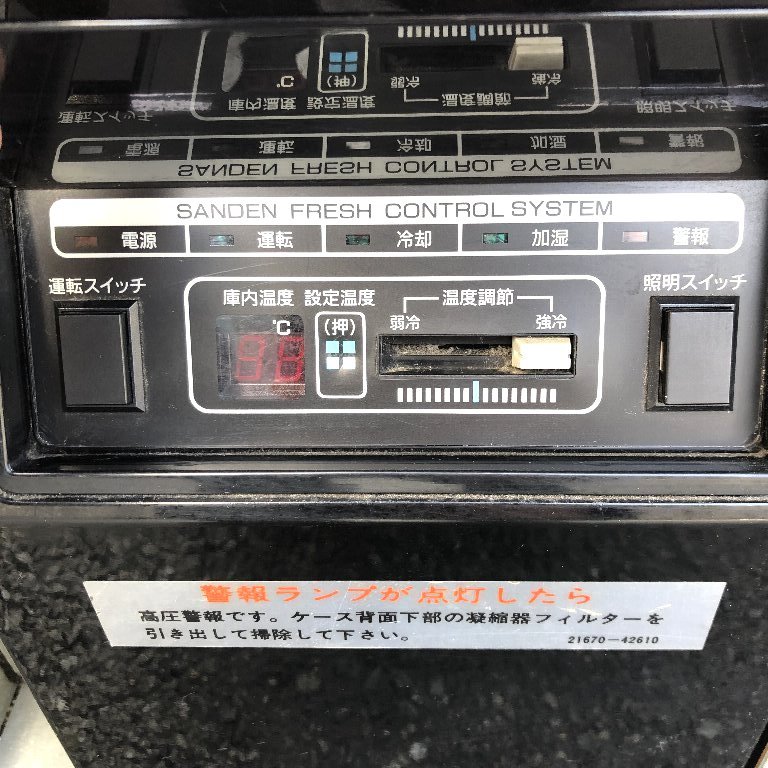 SANDEN FRESH CONTROL SYSTEM
電源 運転 冷却 加湿 警報
運転スイッチ
照明スイッチ
庫内温度 設定温度 温度調節
℃ (押) 弱冷 強冷
警報ランプが点灯したら
高圧警報です。ケース背面下部の凝縮器フィルターを
引き出して掃除して下さい。
21670-42610